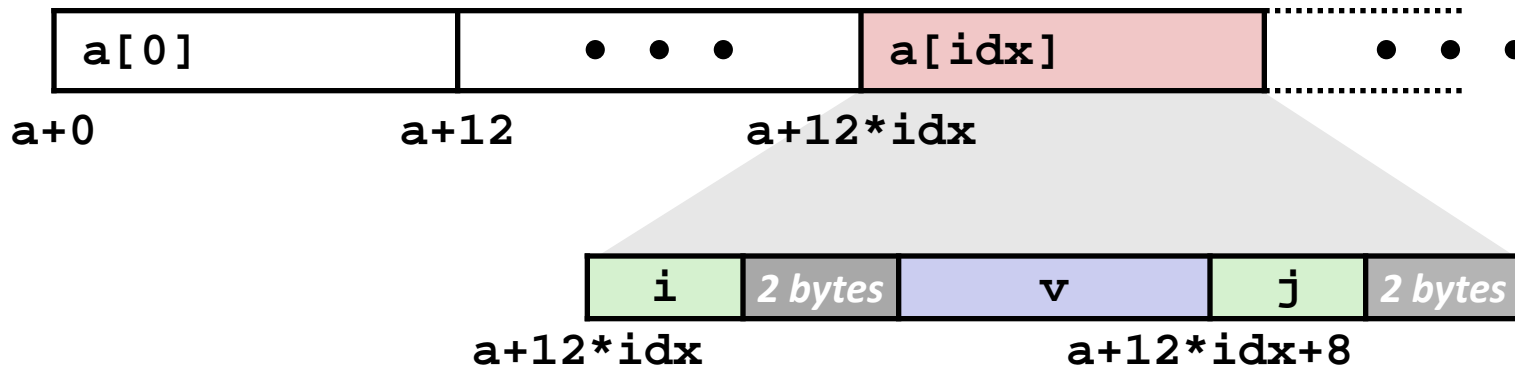 a[0] • • • a[idx] • • •
a+0 a+12 a+12*idx
i 2 bytes v j 2 bytes
a+12*idx a+12*idx+8